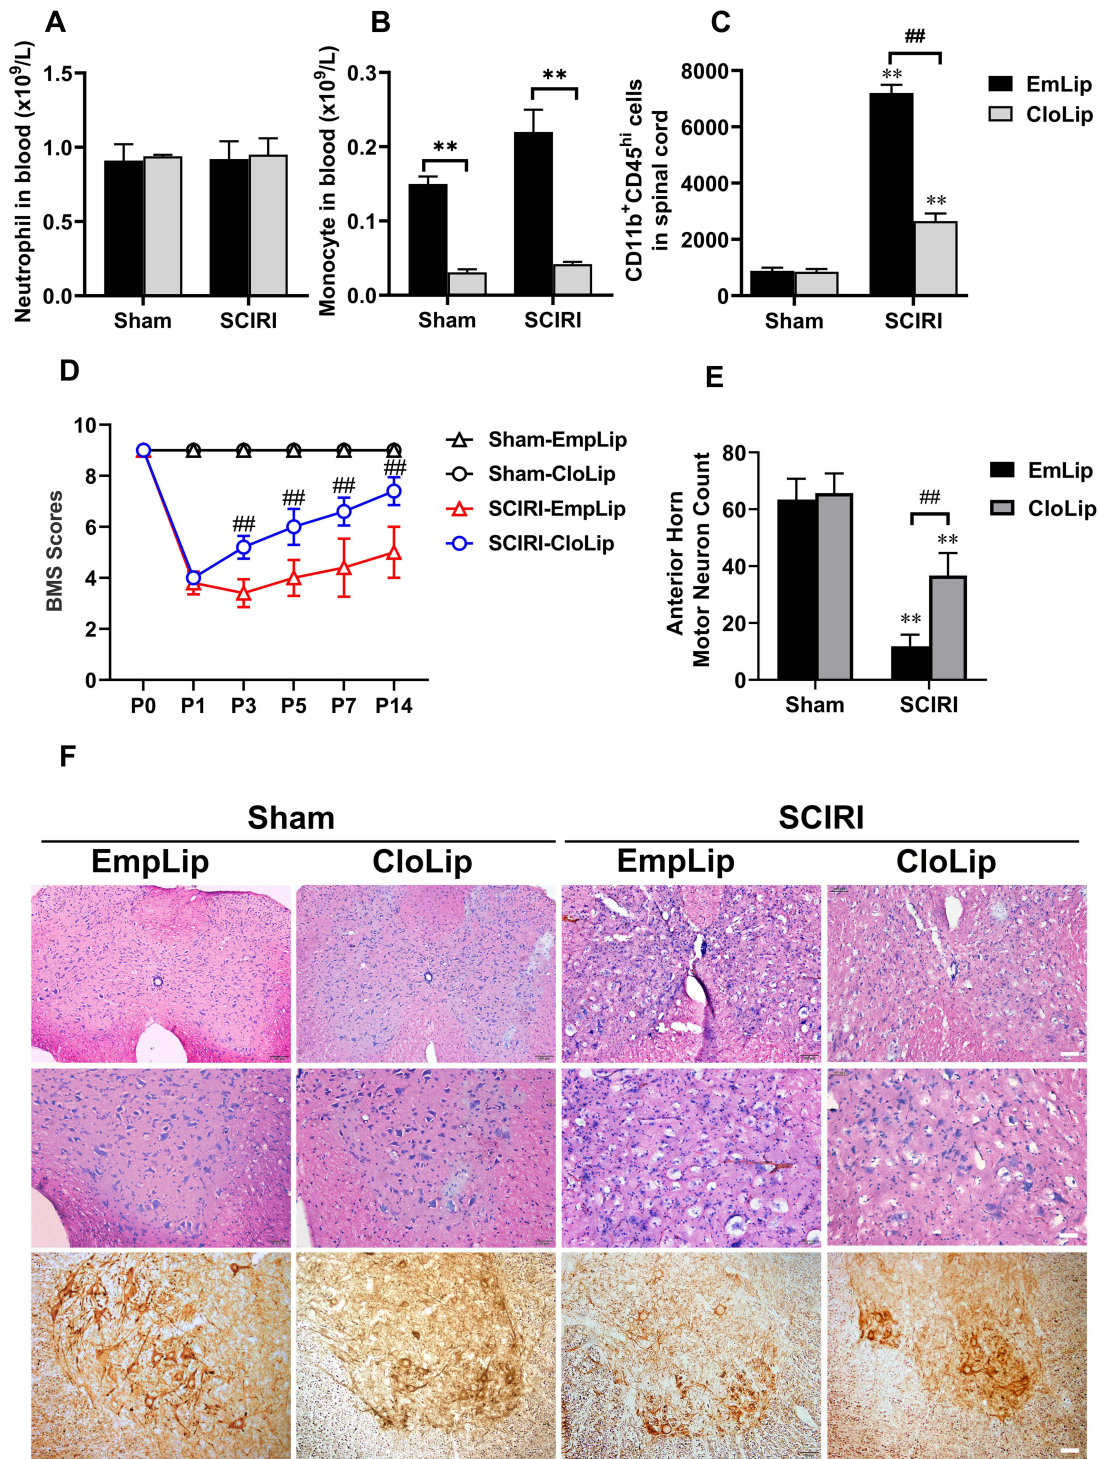 A
Neutrophil in blood (x10⁹/L)
1.5
1.0
0.5
0.0
Sham
SCIRI
B
Monocyte in blood (x10⁹/L)
0.3
0.2
0.1
0.0
**
**
Sham
SCIRI
C
CD11b⁺CD45ʰⁱ cells
in spinal cord
8000
6000
4000
2000
0
##
**
**
Sham
SCIRI
EmLip
CloLip
D
BMS Scores
10
8
6
4
2
0
##
##
##
##
P0
P1
P3
P5
P7
P14
Sham-EmpLip
Sham-CloLip
SCIRI-EmpLip
SCIRI-CloLip
E
Anterior Horn
Motor Neuron Count
80
60
40
20
0
##
**
**
Sham
SCIRI
EmLip
CloLip
F
Sham
SCIRI
EmpLip
CloLip
EmpLip
CloLip